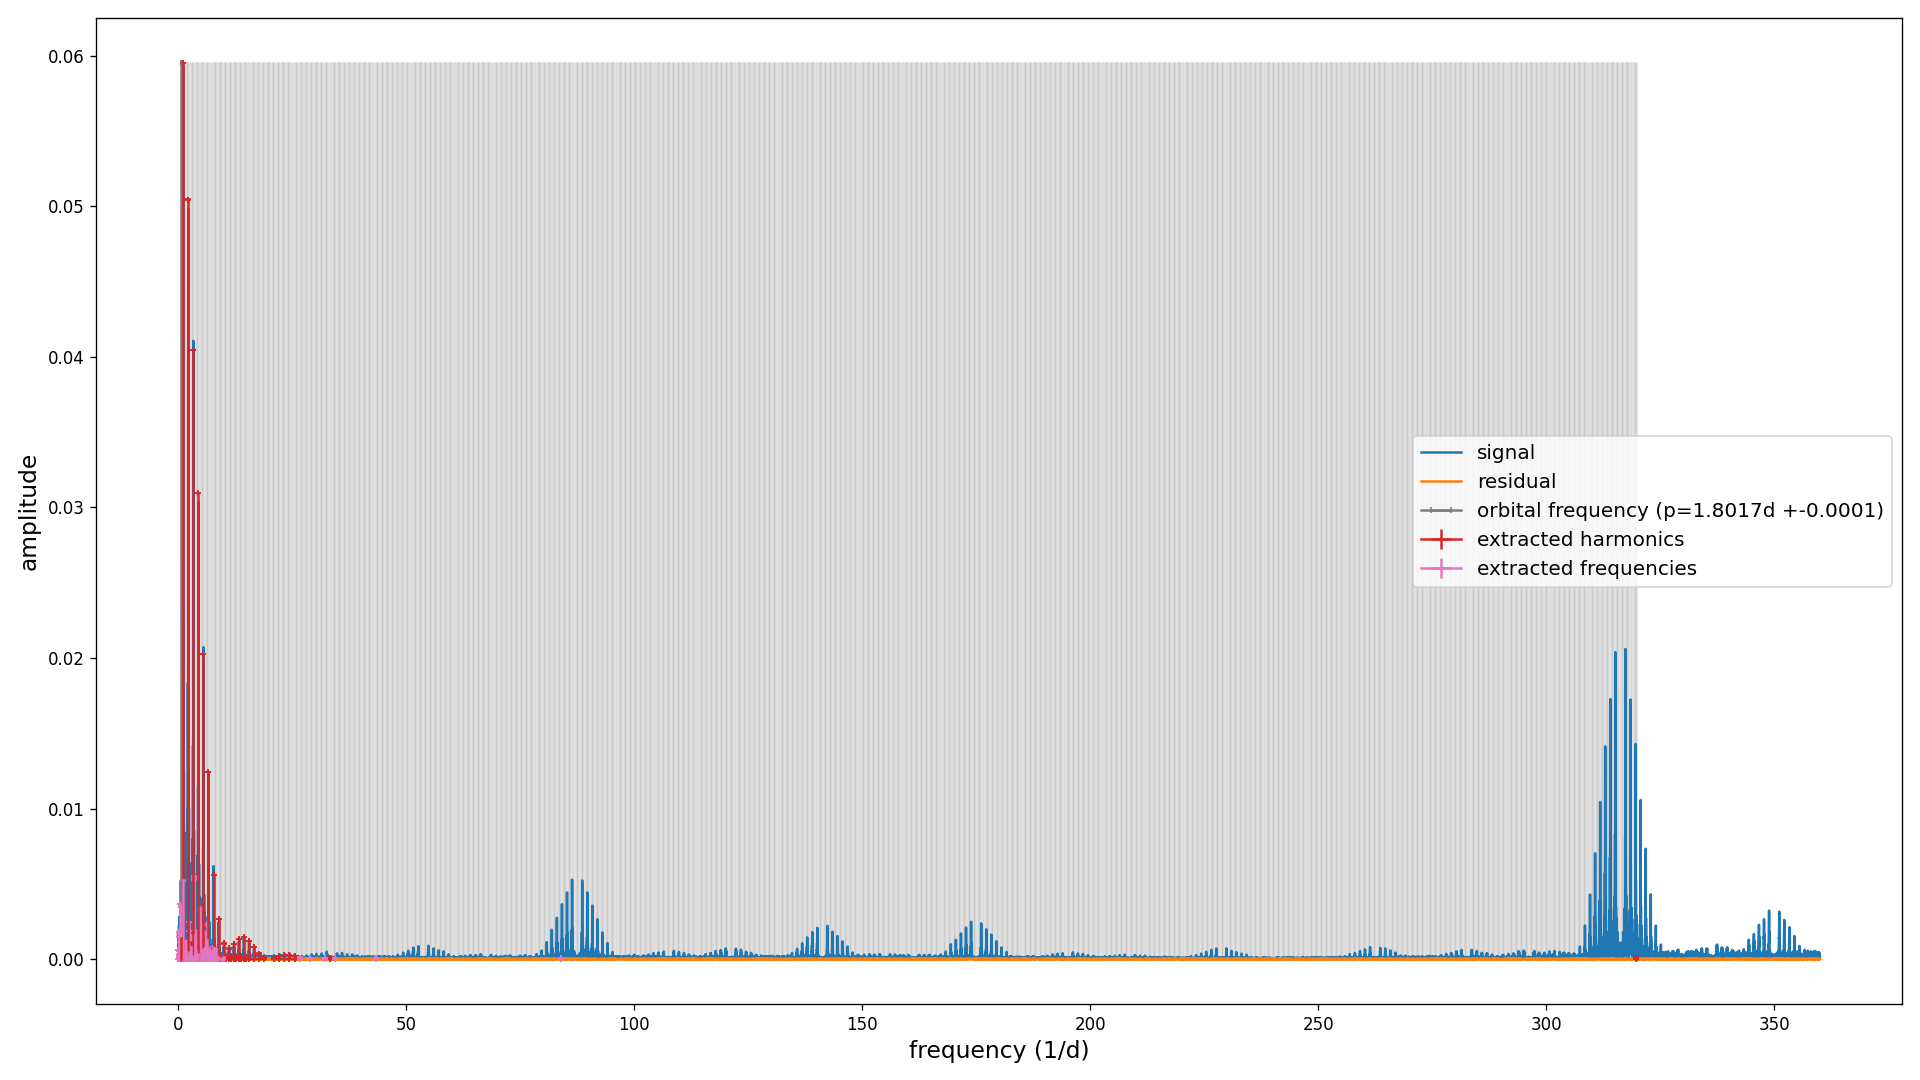 0.06
0.05
0.04
0.03
0.02
0.01
0.00
amplitude
signal
residual
orbital frequency (p=1.8017d +-0.0001)
extracted harmonics
extracted frequencies
0 50 100 150 200 250 300 350
frequency (1/d)